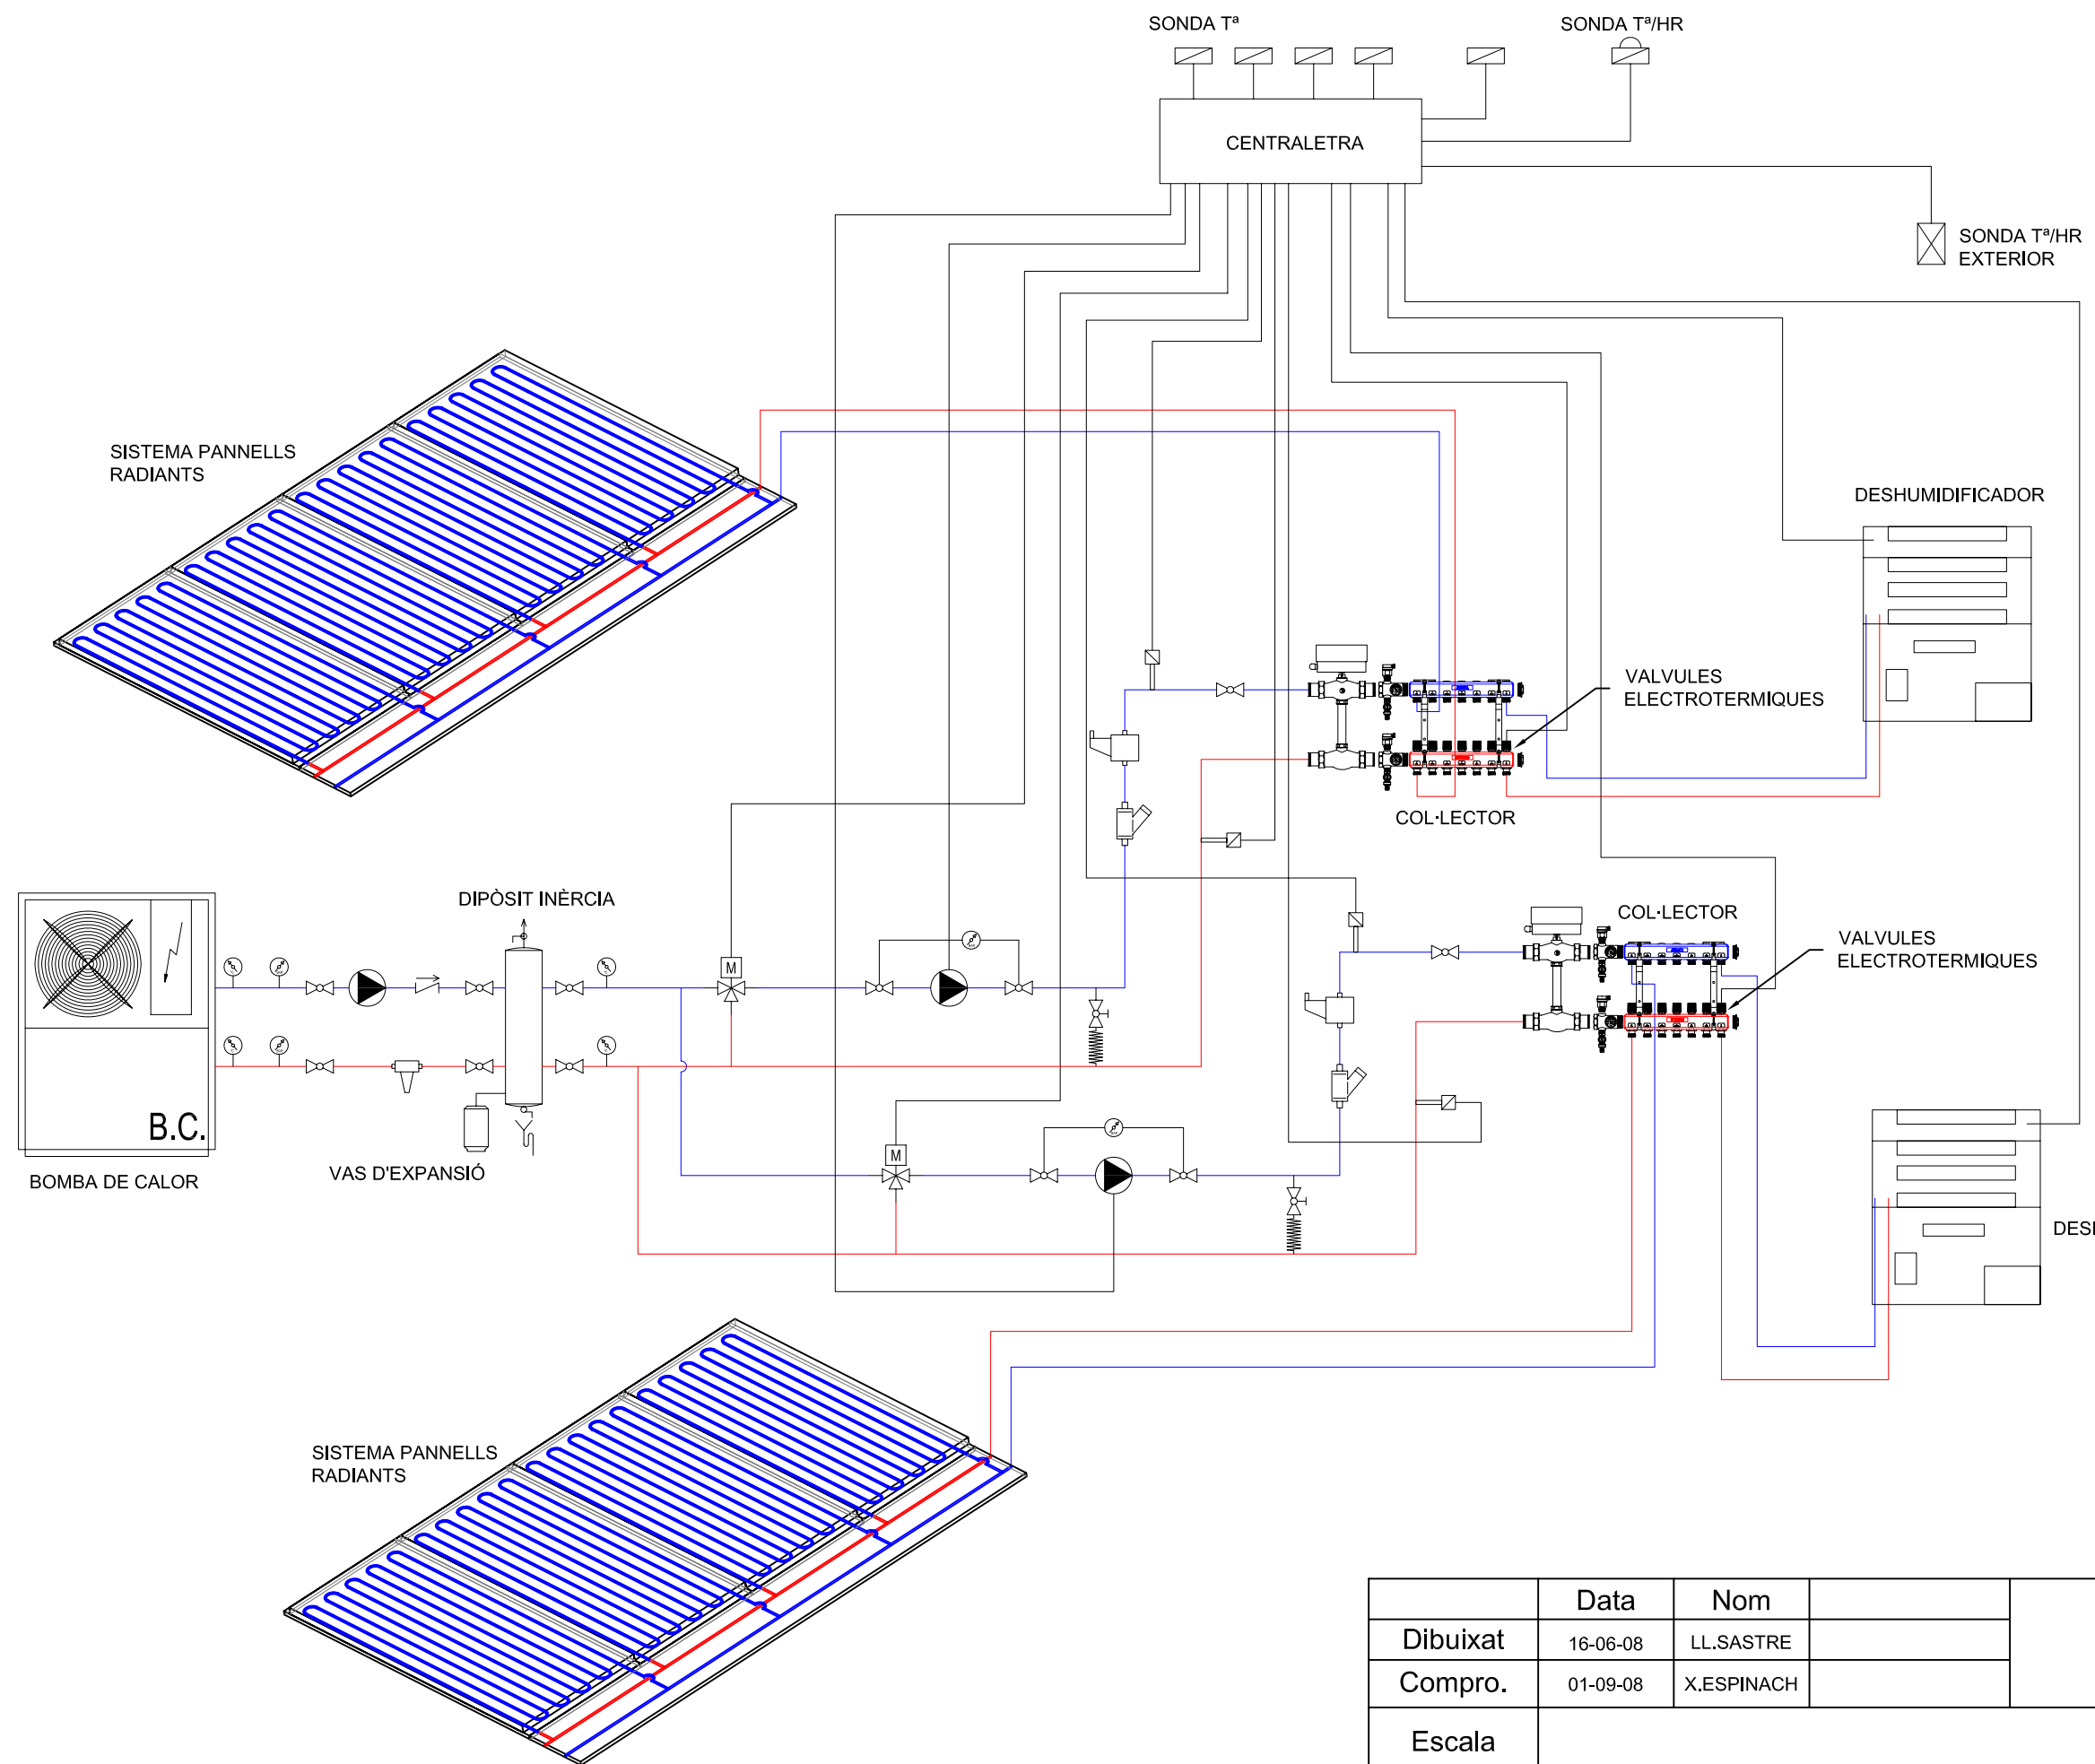 SONDA Tª
SONDA Tª/HR
CENTRALETRA
SONDA Tª/HR
EXTERIOR
SISTEMA PANNELLS
RADIANTS
DESHUMIDIFICADOR
VALVULES
ELECTROTERMIQUES
COL·LECTOR
DIPÒSIT INÈRCIA
COL·LECTOR
VALVULES
ELECTROTERMIQUES
M
B.C.
M
VAS D'EXPANSIÓ
BOMBA DE CALOR
SISTEMA PANNELLS
RADIANTS
Data Nom
Dibuixat 16-06-08 LL.SASTRE
Compro. 01-09-08 X.ESPINACH
Escala